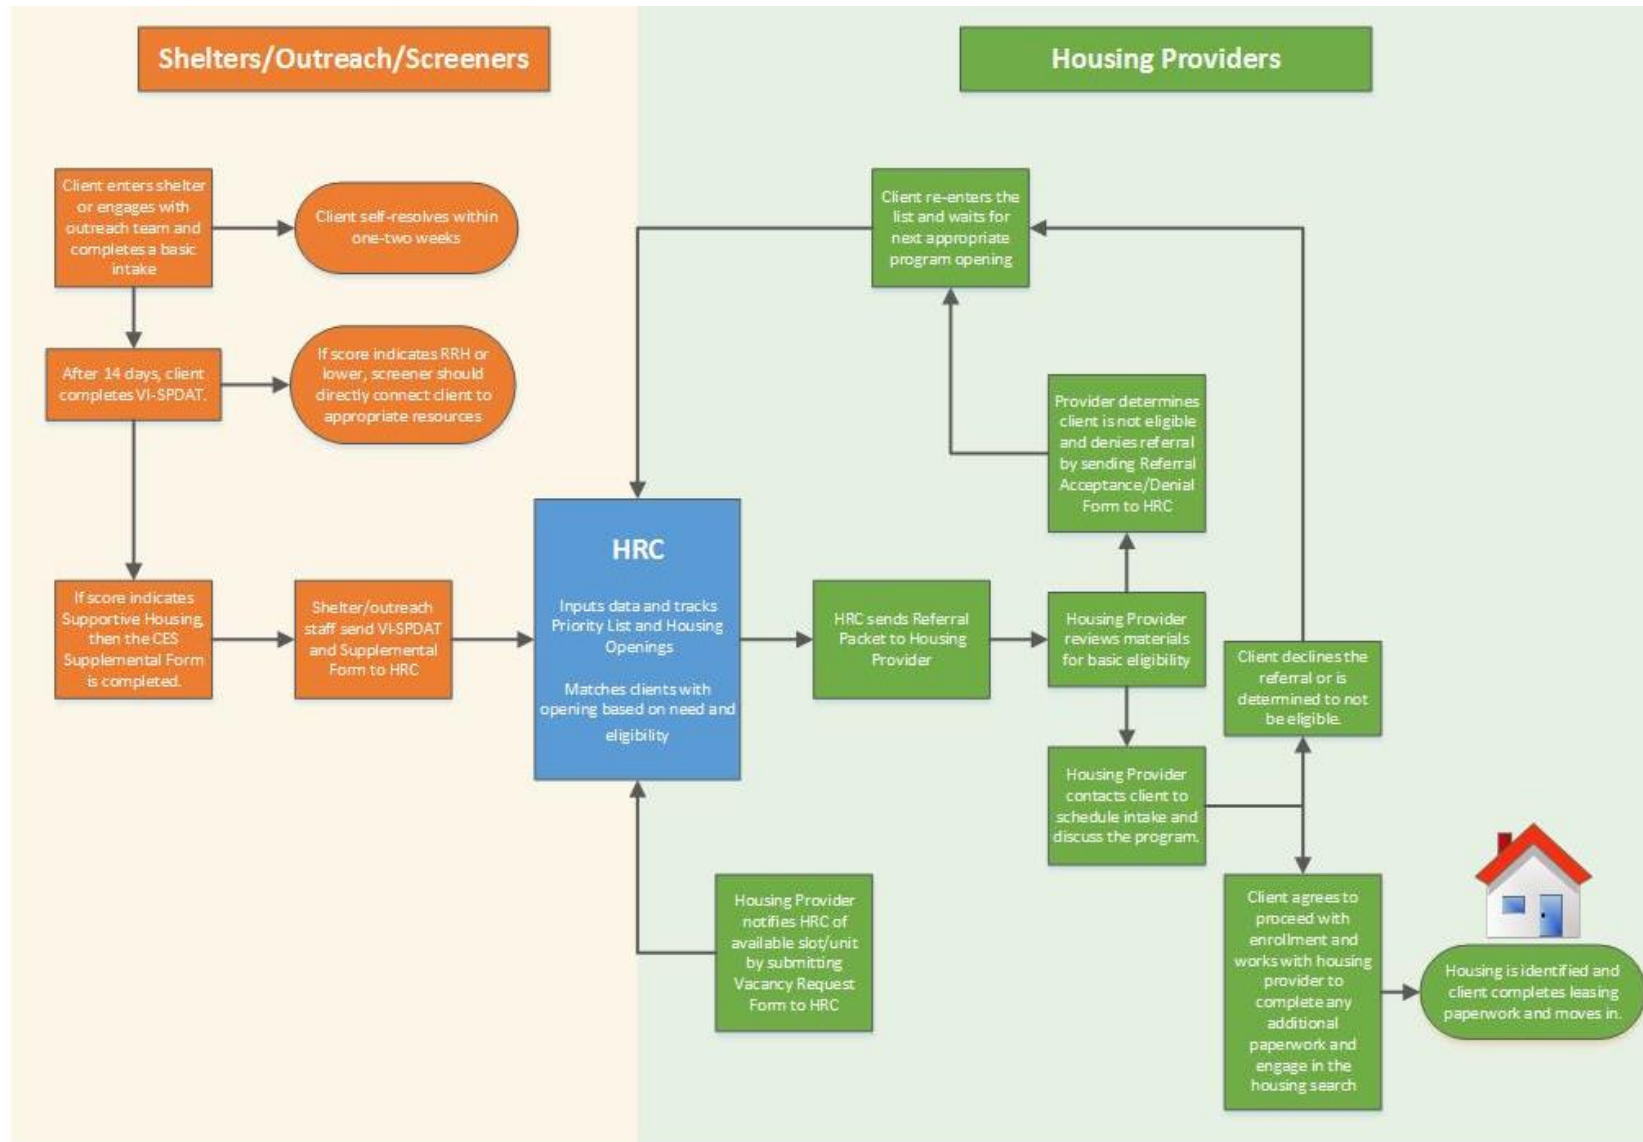 Shelters/Outreach/Screeners
Housing Providers
Client enters shelter
or engages with
outreach team and
completes a basic
intake
Client self-resolves within
one-two weeks
After 14 days, client
completes VI-SPDAT.
If score indicates RRH or
lower, screener should
directly connect client to
appropriate resources
If score indicates
Supportive Housing,
then the CES
Supplemental Form
is completed.
Shelter/outreach
staff send VI-SPDAT
and Supplemental
Form to HRC
HRC
Inputs data and tracks
Priority List and Housing
Openings
Matches clients with
opening based on need and
eligibility
Housing Provider
notifies HRC of
available slot/unit
by submitting
Vacancy Request
Form to HRC
HRC sends Referral
Packet to Housing
Provider
Housing Provider
reviews materials
for basic eligibility
Provider determines
client is not eligible
and denies referral
by sending Referral
Acceptance/Denial
Form to HRC
Client re-enters the
list and waits for
next appropriate
program opening
Housing Provider
contacts client to
schedule intake and
discuss the program.
Client declines the
referral or is
determined to not
be eligible.
Client agrees to
proceed with
enrollment and
works with housing
provider to
complete any
additional
paperwork and
engage in the
housing search
Housing is identified and
client completes leasing
paperwork and moves in.